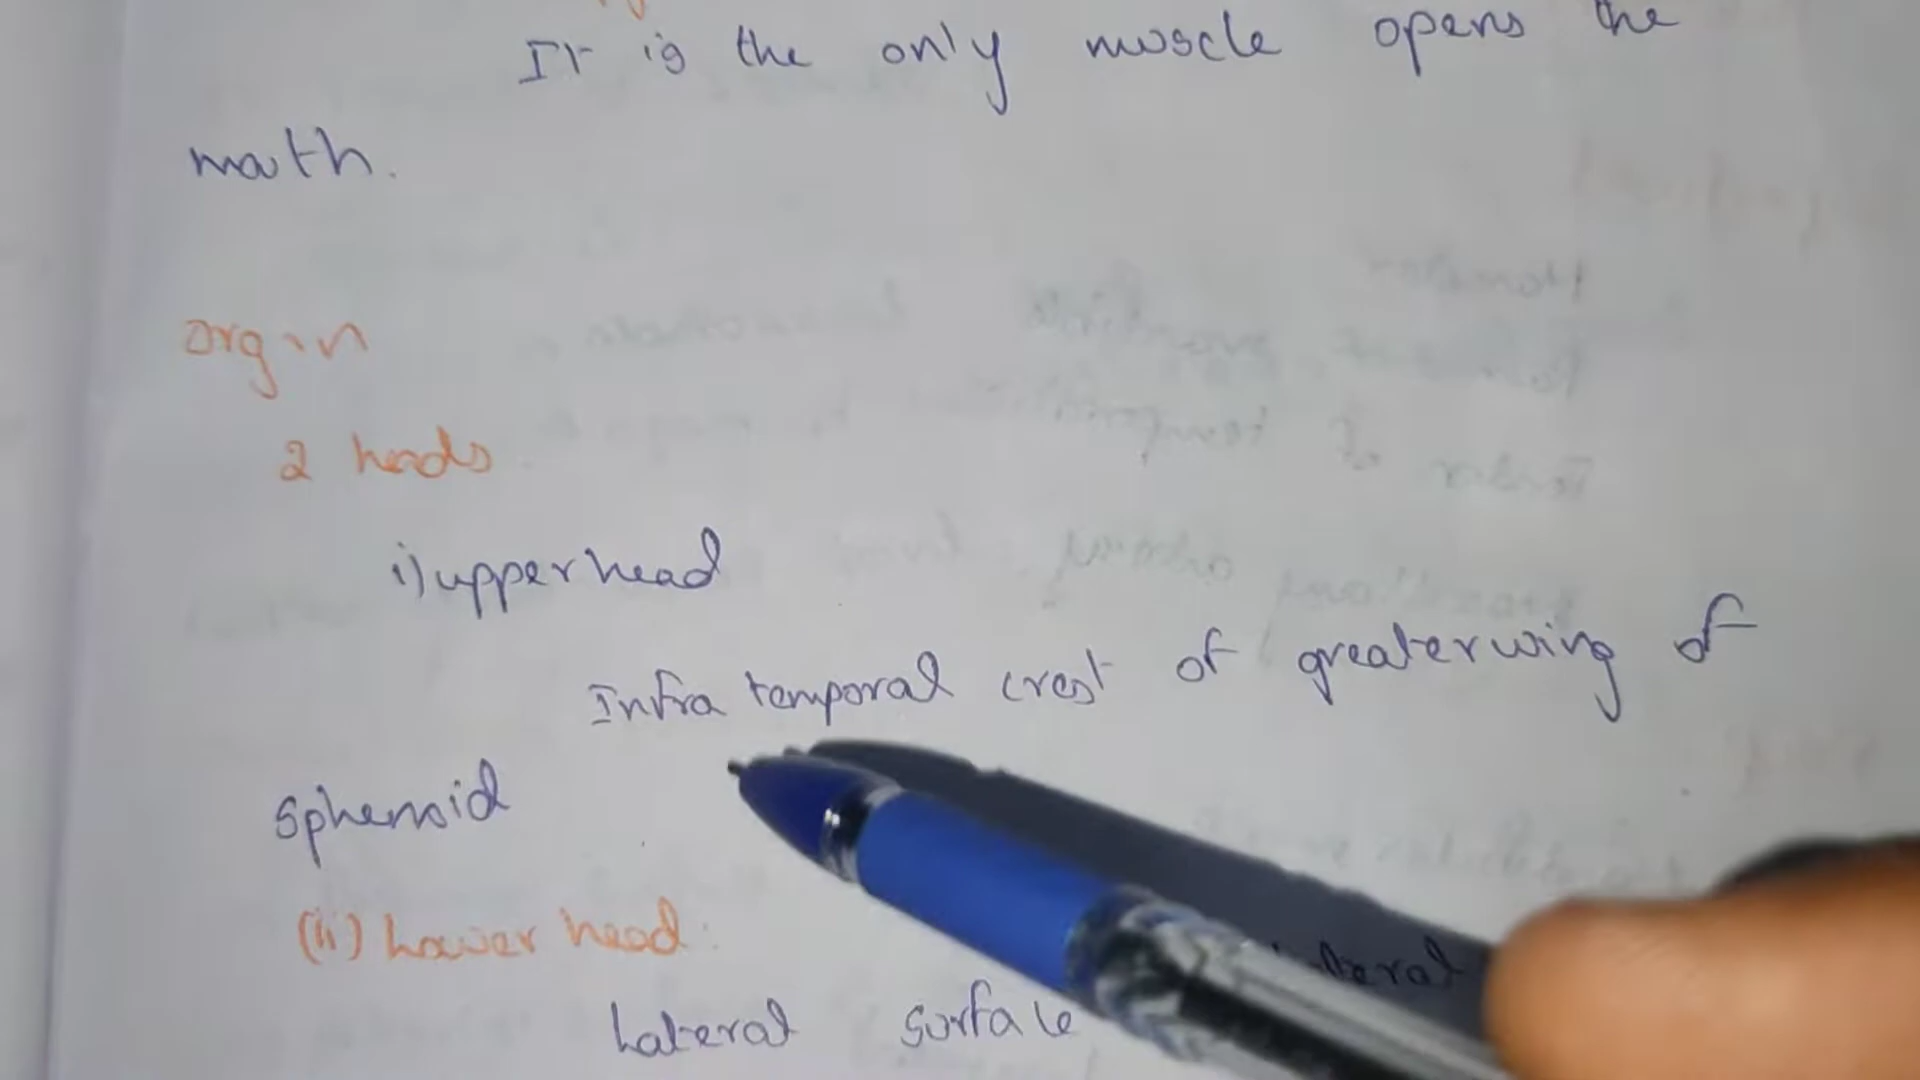 It is the only muscle opens the
mouth.
Orgin
2 heads
i) upper head
Infra temporal crest of greater wing of
Sphenoid
(ii) Lower head:
Lateral surface